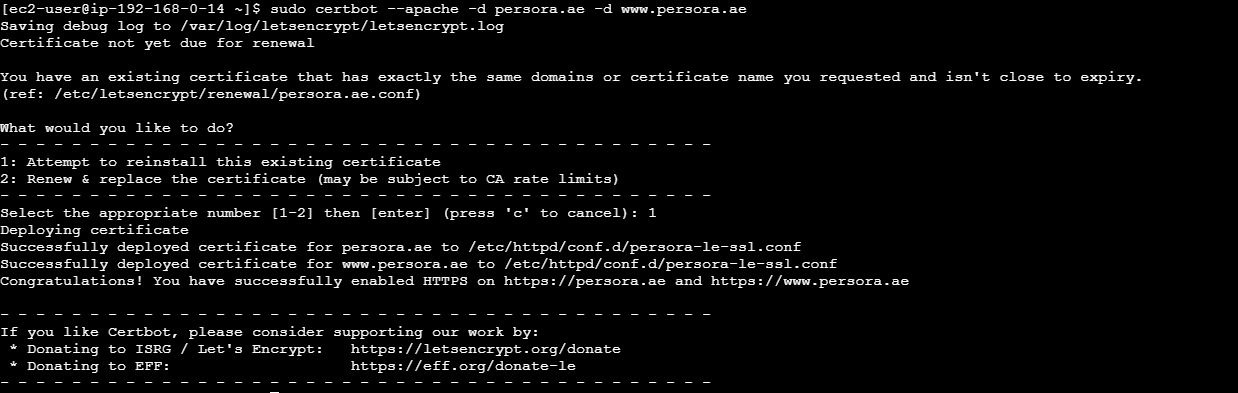 [ec2-user@ip-192-168-0-14 ~]$ sudo certbot --apache -d persora.ae -d www.persora.ae
Saving debug log to /var/log/letsencrypt/letsencrypt.log
Certificate not yet due for renewal
You have an existing certificate that has exactly the same domains or certificate name you requested and isn't close to expiry.
(ref: /etc/letsencrypt/renewal/persora.ae.conf)
What would you like to do?
- - - - - - - - - - - - - - - - - - - - - - - - - - - - - - - - - - - - - - - -
1: Attempt to reinstall this existing certificate
2: Renew & replace the certificate (may be subject to CA rate limits)
- - - - - - - - - - - - - - - - - - - - - - - - - - - - - - - - - - - - - - - -
Select the appropriate number [1-2] then [enter] (press 'c' to cancel): 1
Deploying certificate
Successfully deployed certificate for persora.ae to /etc/httpd/conf.d/persora-le-ssl.conf
Successfully deployed certificate for www.persora.ae to /etc/httpd/conf.d/persora-le-ssl.conf
Congratulations! You have successfully enabled HTTPS on https://persora.ae and https://www.persora.ae
- - - - - - - - - - - - - - - - - - - - - - - - - - - - - - - - - - - - - - - -
If you like Certbot, please consider supporting our work by:
 * Donating to ISRG / Let's Encrypt:   https://letsencrypt.org/donate
 * Donating to EFF:                    https://eff.org/donate-le
- - - - - - - - - - - - - - - - - - - - - - - - - - - - - - - - - - - - - - - -